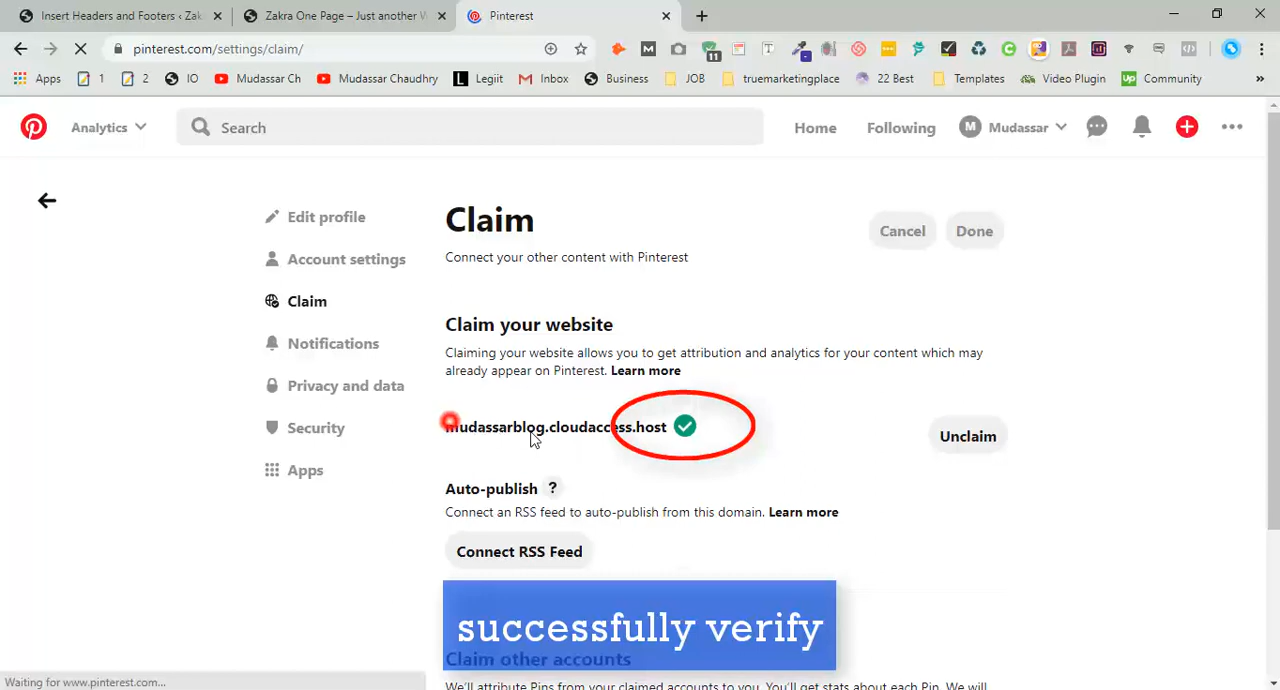 Insert Headers and Footers ‹ Zak
Zakra One Page – Just another W
Pinterest
pinterest.com/settings/claim/
11
Apps
1
2
IO
Mudassar Ch
Mudassar Chaudhry
Legiit
Inbox
Business
JOB
truemarketingplace
22 Best
Templates
Video Plugin
Up
Community
»
Analytics
Search
Home
Following
M
Mudassar
Edit profile
Account settings
Claim
Notifications
Privacy and data
Security
Apps
Claim
Cancel
Done
Connect your other content with Pinterest
Claim your website
Claiming your website allows you to get attribution and analytics for your content which may
already appear on Pinterest. Learn more
mudassarblog.cloudaccess.host
Unclaim
Auto-publish ?
Connect an RSS feed to auto-publish from this domain. Learn more
Connect RSS Feed
successfully verify
Claim other accounts
We'll attribute Pins from your claimed accounts to you. You'll get stats about each Pin. We will
Waiting for www.pinterest.com...